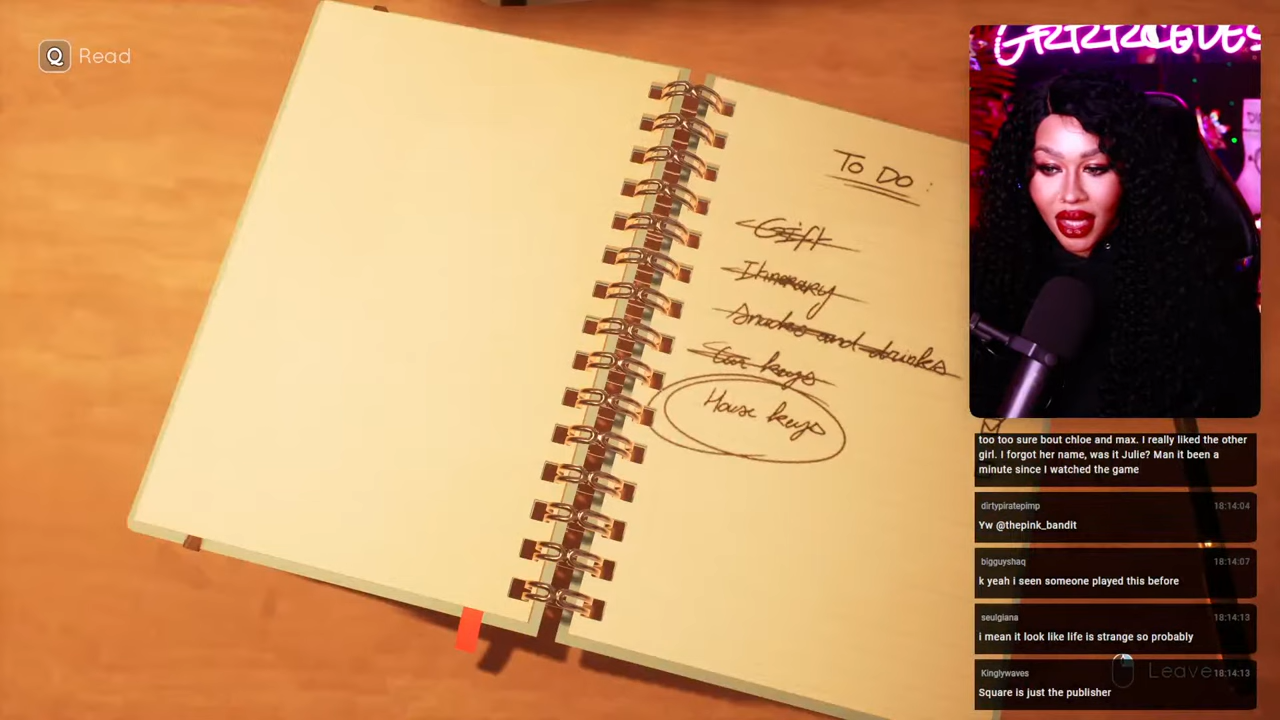 Q Read
TO DO :
Gift
Itinerary
Snacks and drinks
Car keys
House keys
too too sure bout chloe and max. I really liked the other
girl. I forgot her name, was it Julie? Man it been a
minute since I watched the game
dirtypiratepimp 18:14:04
Yw @thepink_bandit
bigguyshaq 18:14:07
k yeah i seen someone played this before
seulgiana 18:14:13
i mean it look like life is strange so probably
Leave
Kinglywaves 18:14:13
Square is just the publisher